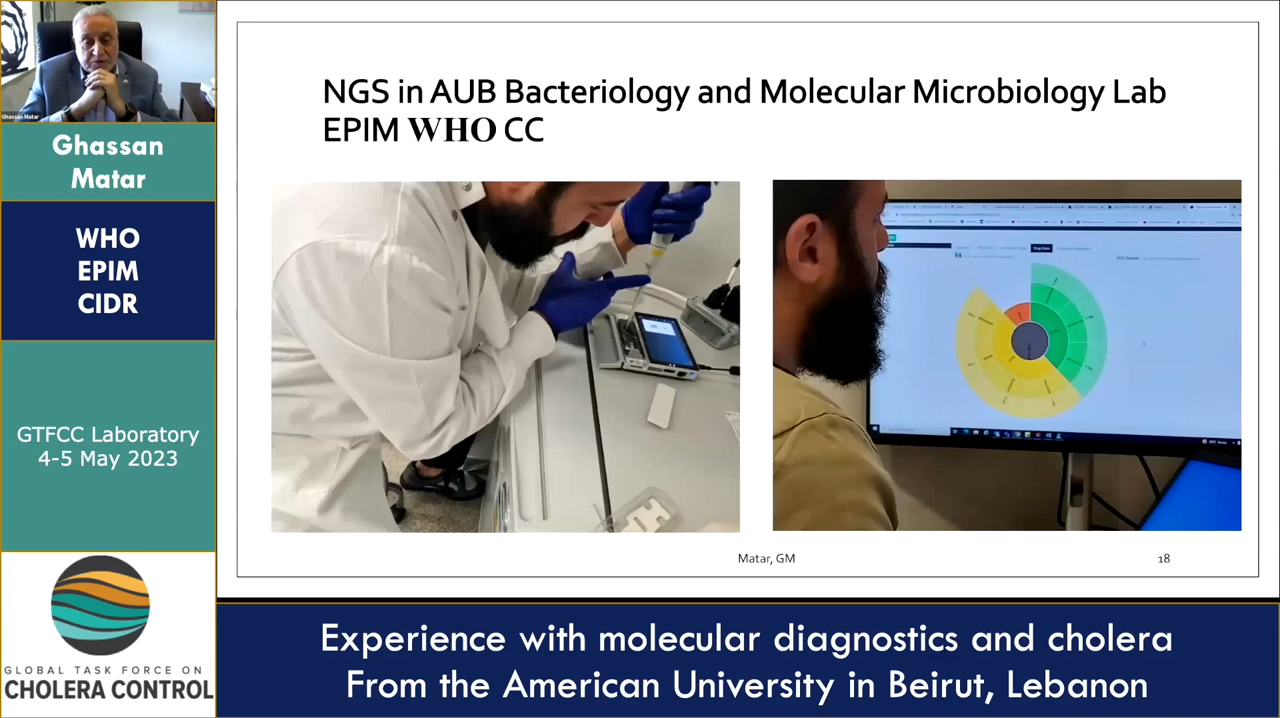 Ghassan Matar
Ghassan
Matar
WHO
EPIM
CIDR
GTFCC Laboratory
4-5 May 2023
GLOBAL TASK FORCE ON
CHOLERA CONTROL
NGS in AUB Bacteriology and Molecular Microbiology Lab
EPIM WHO CC
Matar, GM
18
Experience with molecular diagnostics and cholera
From the American University in Beirut, Lebanon